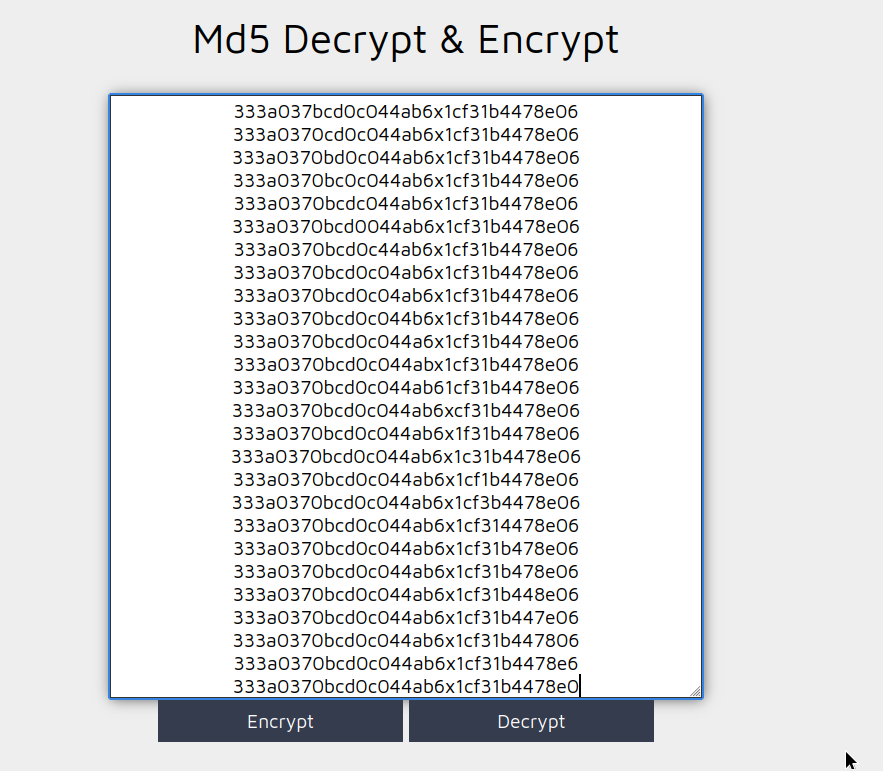 Md5 Decrypt & Encrypt
333a037bcd0c044ab6x1cf31b4478e06
333a0370cd0c044ab6x1cf31b4478e06
333a0370bd0c044ab6x1cf31b4478e06
333a0370bc0c044ab6x1cf31b4478e06
333a0370bcdc044ab6x1cf31b4478e06
333a0370bcd0044ab6x1cf31b4478e06
333a0370bcd0c44ab6x1cf31b4478e06
333a0370bcd0c04ab6x1cf31b4478e06
333a0370bcd0c04ab6x1cf31b4478e06
333a0370bcd0c044b6x1cf31b4478e06
333a0370bcd0c044a6x1cf31b4478e06
333a0370bcd0c044abx1cf31b4478e06
333a0370bcd0c044ab61cf31b4478e06
333a0370bcd0c044ab6xcf31b4478e06
333a0370bcd0c044ab6x1f31b4478e06
333a0370bcd0c044ab6x1c31b4478e06
333a0370bcd0c044ab6x1cf1b4478e06
333a0370bcd0c044ab6x1cf3b4478e06
333a0370bcd0c044ab6x1cf314478e06
333a0370bcd0c044ab6x1cf31b478e06
333a0370bcd0c044ab6x1cf31b478e06
333a0370bcd0c044ab6x1cf31b448e06
333a0370bcd0c044ab6x1cf31b447e06
333a0370bcd0c044ab6x1cf31b447806
333a0370bcd0c044ab6x1cf31b4478e6
333a0370bcd0c044ab6x1cf31b4478e0
Encrypt Decrypt